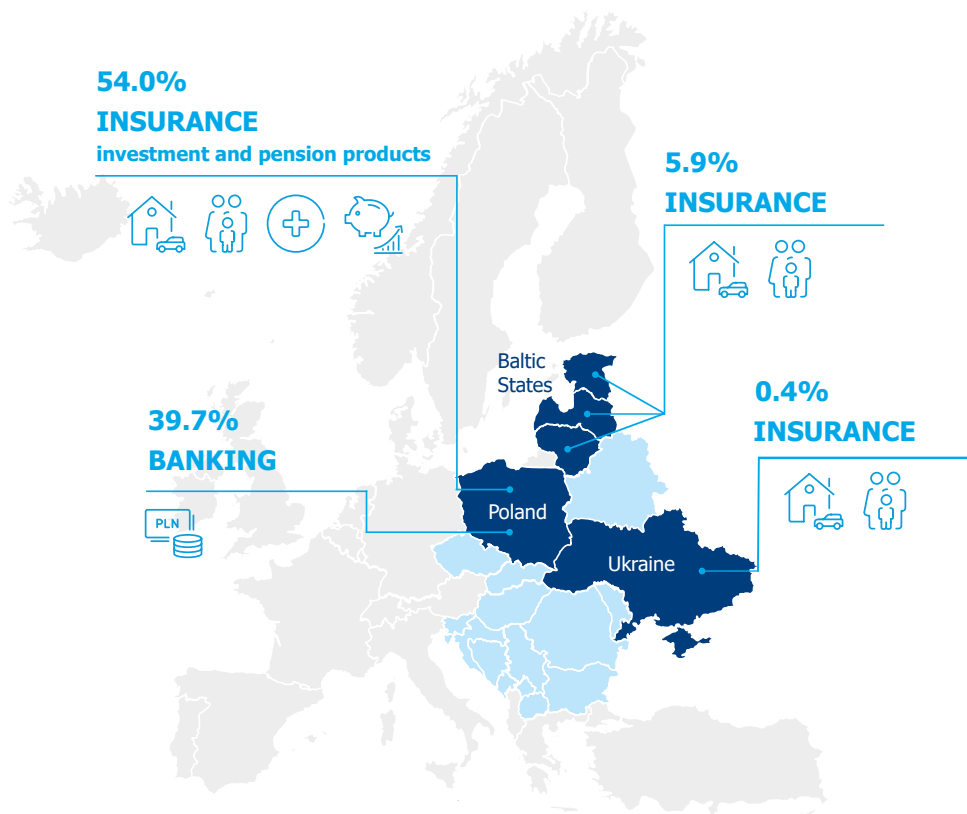 54.0%
INSURANCE
investment and pension products
5.9%
INSURANCE
Baltic
States
0.4%
INSURANCE
39.7%
BANKING
PLN
Poland
Ukraine